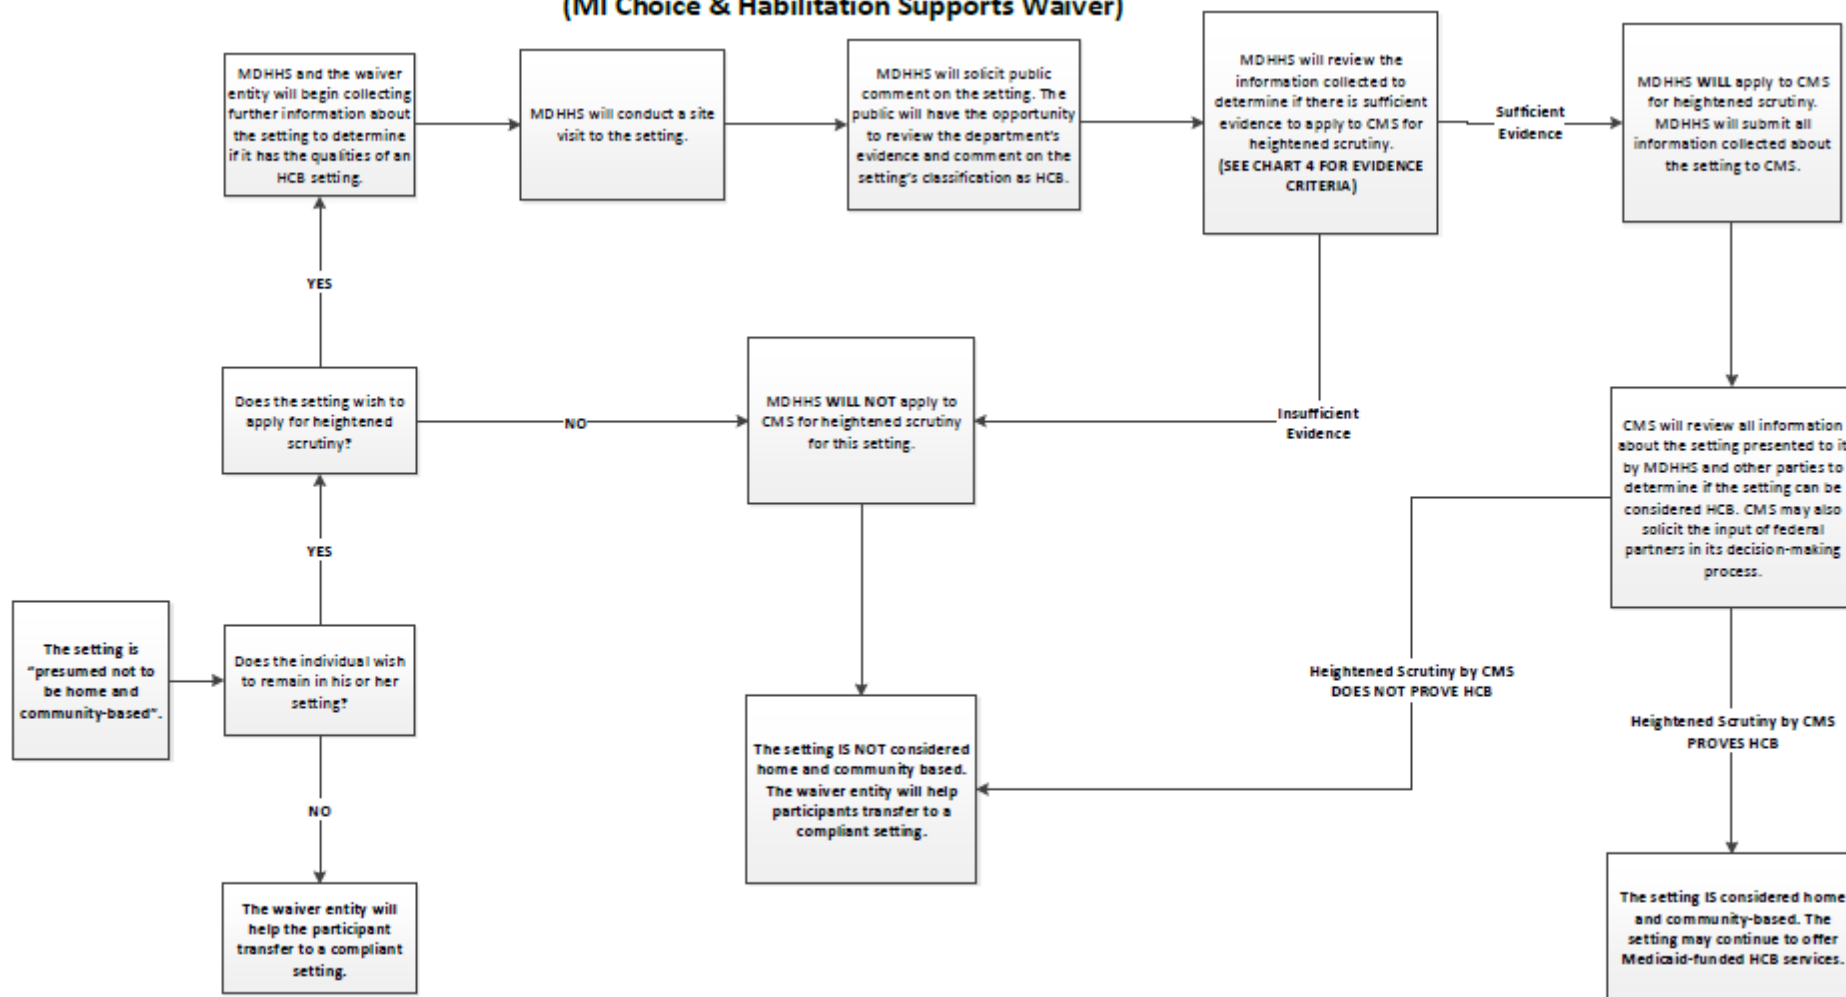 (MI Choice & Habilitation Supports Waiver)
MDHHS and the waiver
entity will begin collecting
further information about
the setting to determine
if it has the qualities of an
HCB setting.
MDHHS will conduct a site
visit to the setting.
MDHHS will solicit public
comment on the setting. The
public will have the opportunity
to review the department's
evidence and comment on the
setting's classification as HCB.
MDHHS will review the
information collected to
determine if there is sufficient
evidence to apply to CMS for
heightened scrutiny.
(SEE CHART 4 FOR EVIDENCE
CRITERIA)
Sufficient
Evidence
MDHHS WILL apply to CMS
for heightened scrutiny.
MDHHS will submit all
information collected about
the setting to CMS.
YES
Does the setting wish to
apply for heightened
scrutiny?
NO
MDHHS WILL NOT apply to
CMS for heightened scrutiny
for this setting.
Insufficient
Evidence
CMS will review all information
about the setting presented to it
by MDHHS and other parties to
determine if the setting can be
considered HCB. CMS may also
solicit the input of federal
partners in its decision-making
process.
YES
The setting is
"presumed not to
be home and
community-based".
Does the individual wish
to remain in his or her
setting?
Heightened Scrutiny by CMS
DOES NOT PROVE HCB
Heightened Scrutiny by CMS
PROVES HCB
NO
The setting IS NOT considered
home and community based.
The waiver entity will help
participants transfer to a
compliant setting.
The waiver entity will
help the participant
transfer to a compliant
setting.
The setting IS considered home
and community-based. The
setting may continue to offer
Medicaid-funded HCB services.